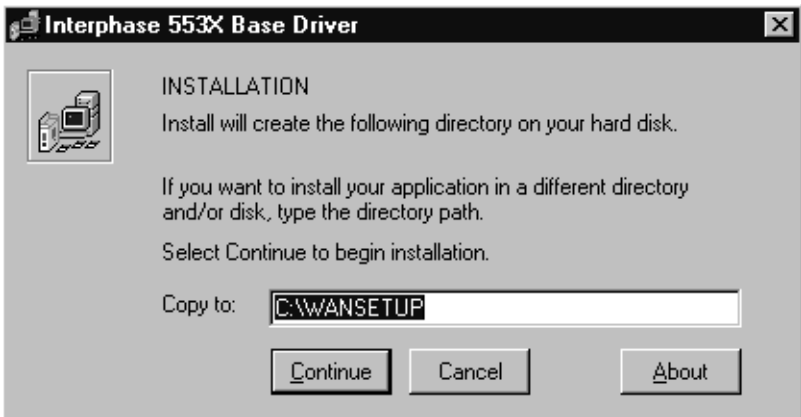 Interphase 553X Base Driver
INSTALLATION
Install will create the following directory on your hard disk.
If you want to install your application in a different directory
and/or disk, type the directory path.
Select Continue to begin installation.
Copy to: C:\WANSETUP
Continue Cancel About